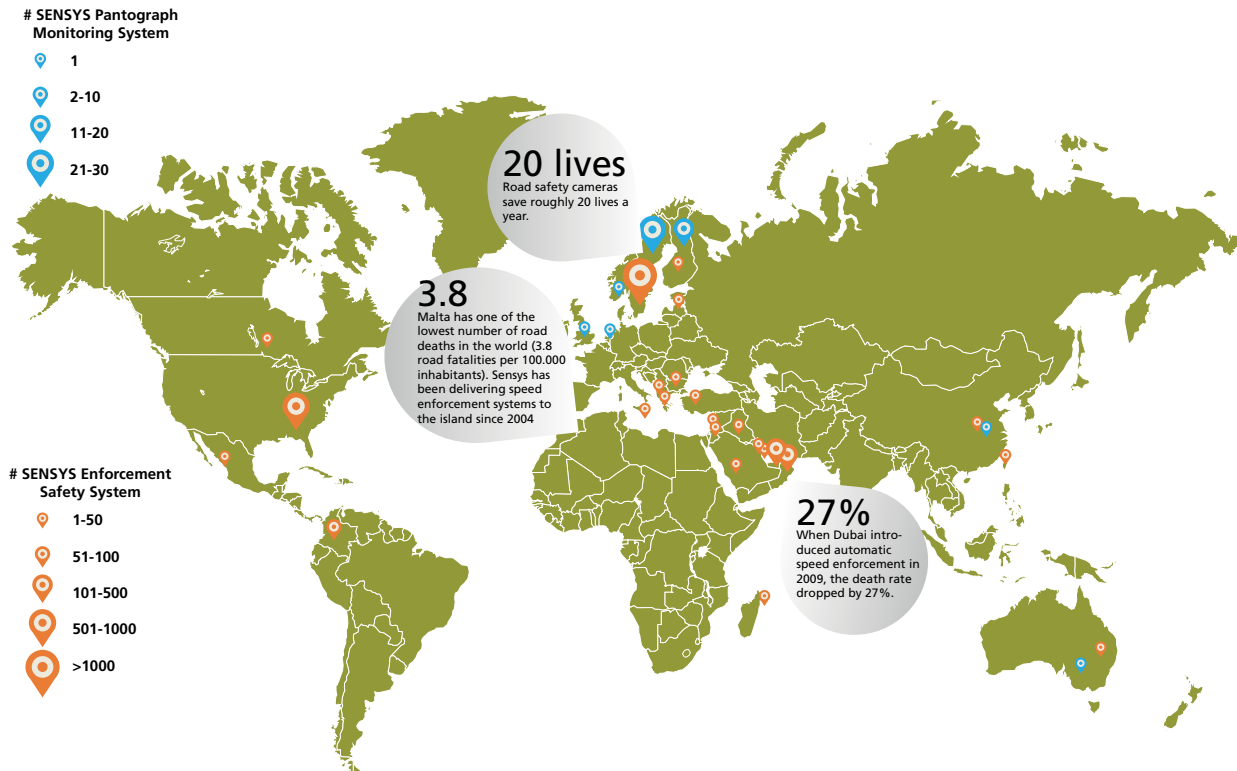 # SENSYS Pantograph
Monitoring System
1
2-10
11-20
21-30
20 lives
Road safety cameras
save roughly 20 lives a
year.
3.8
Malta has one of the
lowest number of road
deaths in the world (3.8
road fatalities per 100.000
inhabitants). Sensys has
been delivering speed
enforcement systems to
the island since 2004
# SENSYS Enforcement
Safety System
1-50
51-100
101-500
501-1000
>1000
27%
When Dubai intro-
duced automatic
speed enforcement in
2009, the death rate
dropped by 27%.